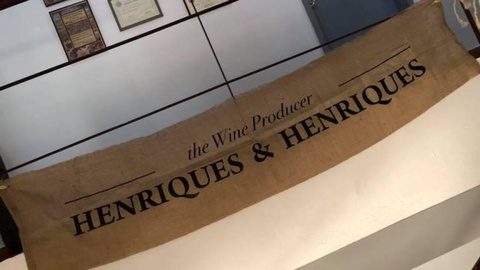 the Wine Producer
HENRIQUES & HENRIQUES